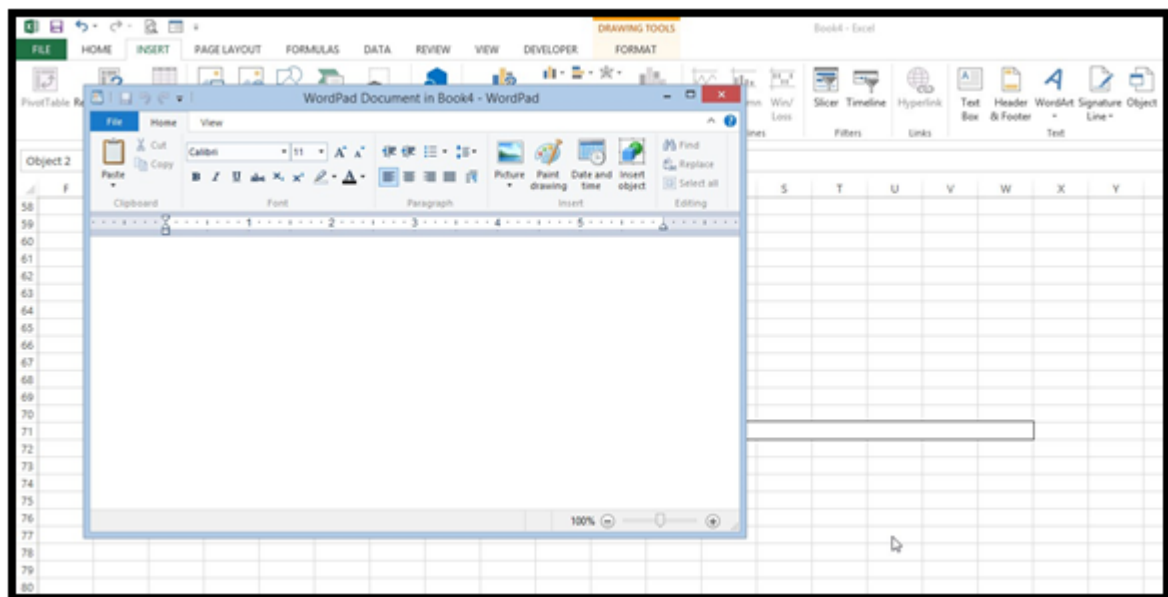 DRAWING TOOLS
Book4 - Excel
FILE HOME INSERT PAGE LAYOUT FORMULAS DATA REVIEW VIEW DEVELOPER FORMAT
WordPad Document in Book4 - WordPad
PivotTable Re
Win/ Loss
Slicer Timeline Hyperlink Text Box Header & Footer WordArt Signature Line Object
Filters Links Text
File Home View
Object 2
Paste Cut Copy
Calibri 11
B I U abc X₂ X² A
Picture Paint drawing Date and time Insert object
Find
Replace
Select all
Clipboard Font Paragraph Insert Editing
F S T U V W X Y
1 2 3 4 5
58
59
60
61
62
63
64
65
66
67
68
69
70
71
72
73
74
75
76
77
78
79
80
100%